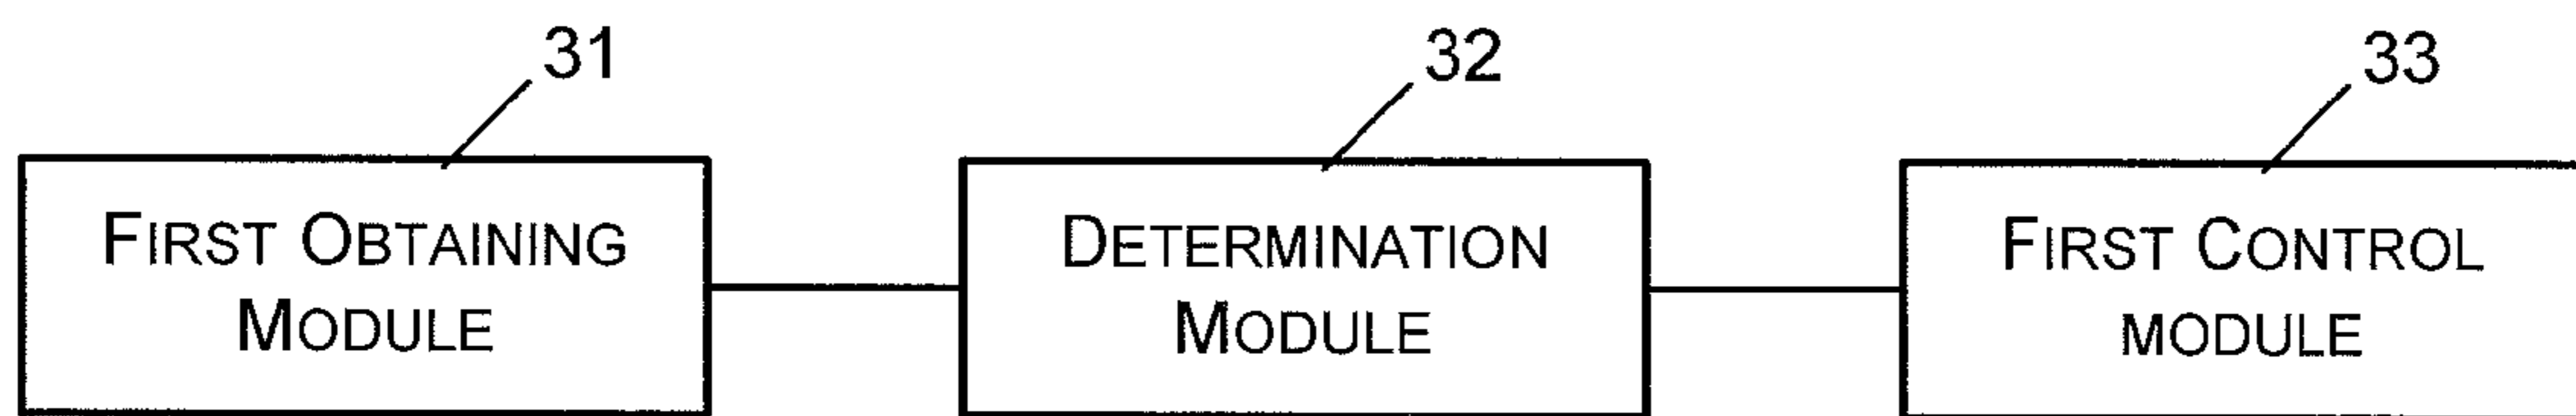 31
32
33
FIRST OBTAINING
MODULE
DETERMINATION
MODULE
FIRST CONTROL
MODULE